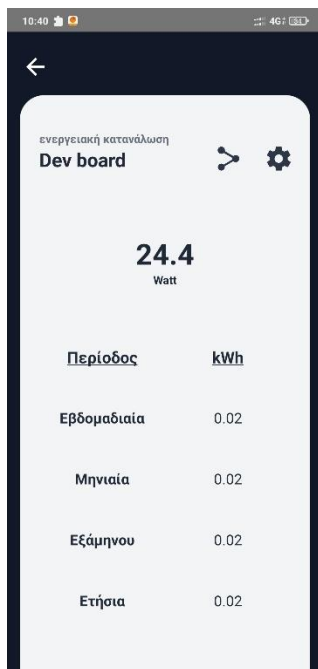 10:40
4G
ενεργειακή κατανάλωση
Dev board
24.4
Watt
Περίοδος kWh
Εβδομαδιαία 0.02
Μηνιαία 0.02
Εξάμηνου 0.02
Ετήσια 0.02